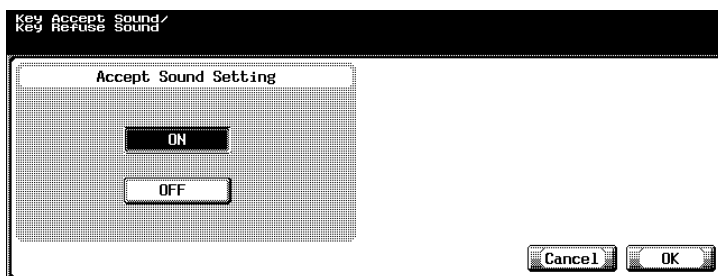 Key Accept Sound/
Key Refuse Sound
Accept Sound Setting
ON
OFF
Cancel
OK